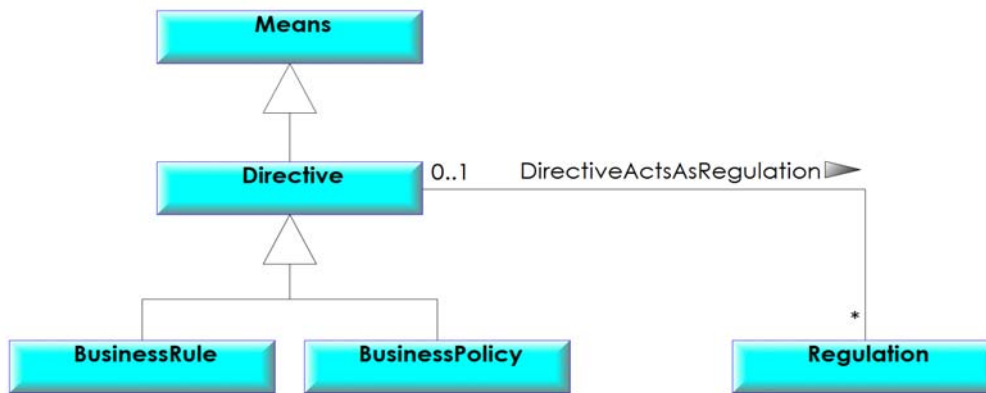 Means
Directive
0..1
DirectiveActsAsRegulation
*
BusinessRule
BusinessPolicy
Regulation